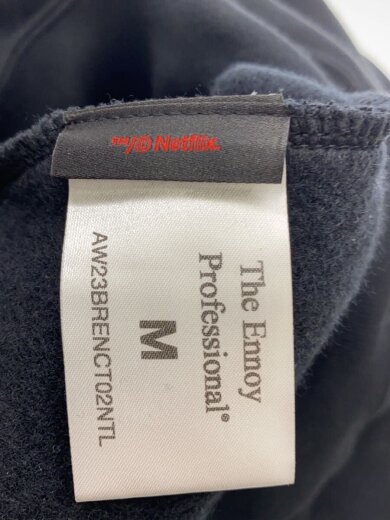 ™/© Netflix.
The Ennoy
Professional®
M
AW23BRENCT02NTL